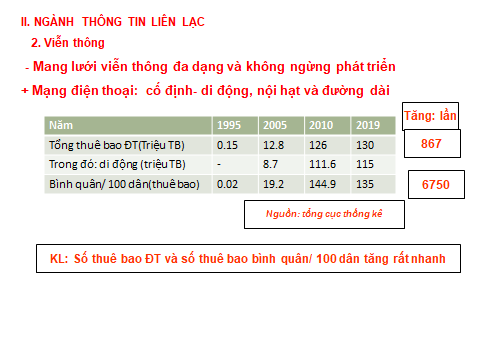 II. NGÀNH THÔNG TIN LIÊN LẠC
2. Viễn thông
- Mang lưới viễn thông đa dạng và không ngừng phát triển
+ Mạng điện thoại: cố định- di động, nội hạt và đường dài
Tăng: lần
Năm 1995 2005 2010 2019
Tổng thuê bao ĐT(Triệu TB) 0.15 12.8 126 130 867
Trong đó: di động (triệu TB) - 8.7 111.6 115
Bình quân/ 100 dân(thuê bao) 0.02 19.2 144.9 135 6750
Nguồn: tổng cục thống kê
KL: Số thuê bao ĐT và số thuê bao bình quân/ 100 dân tăng rất nhanh